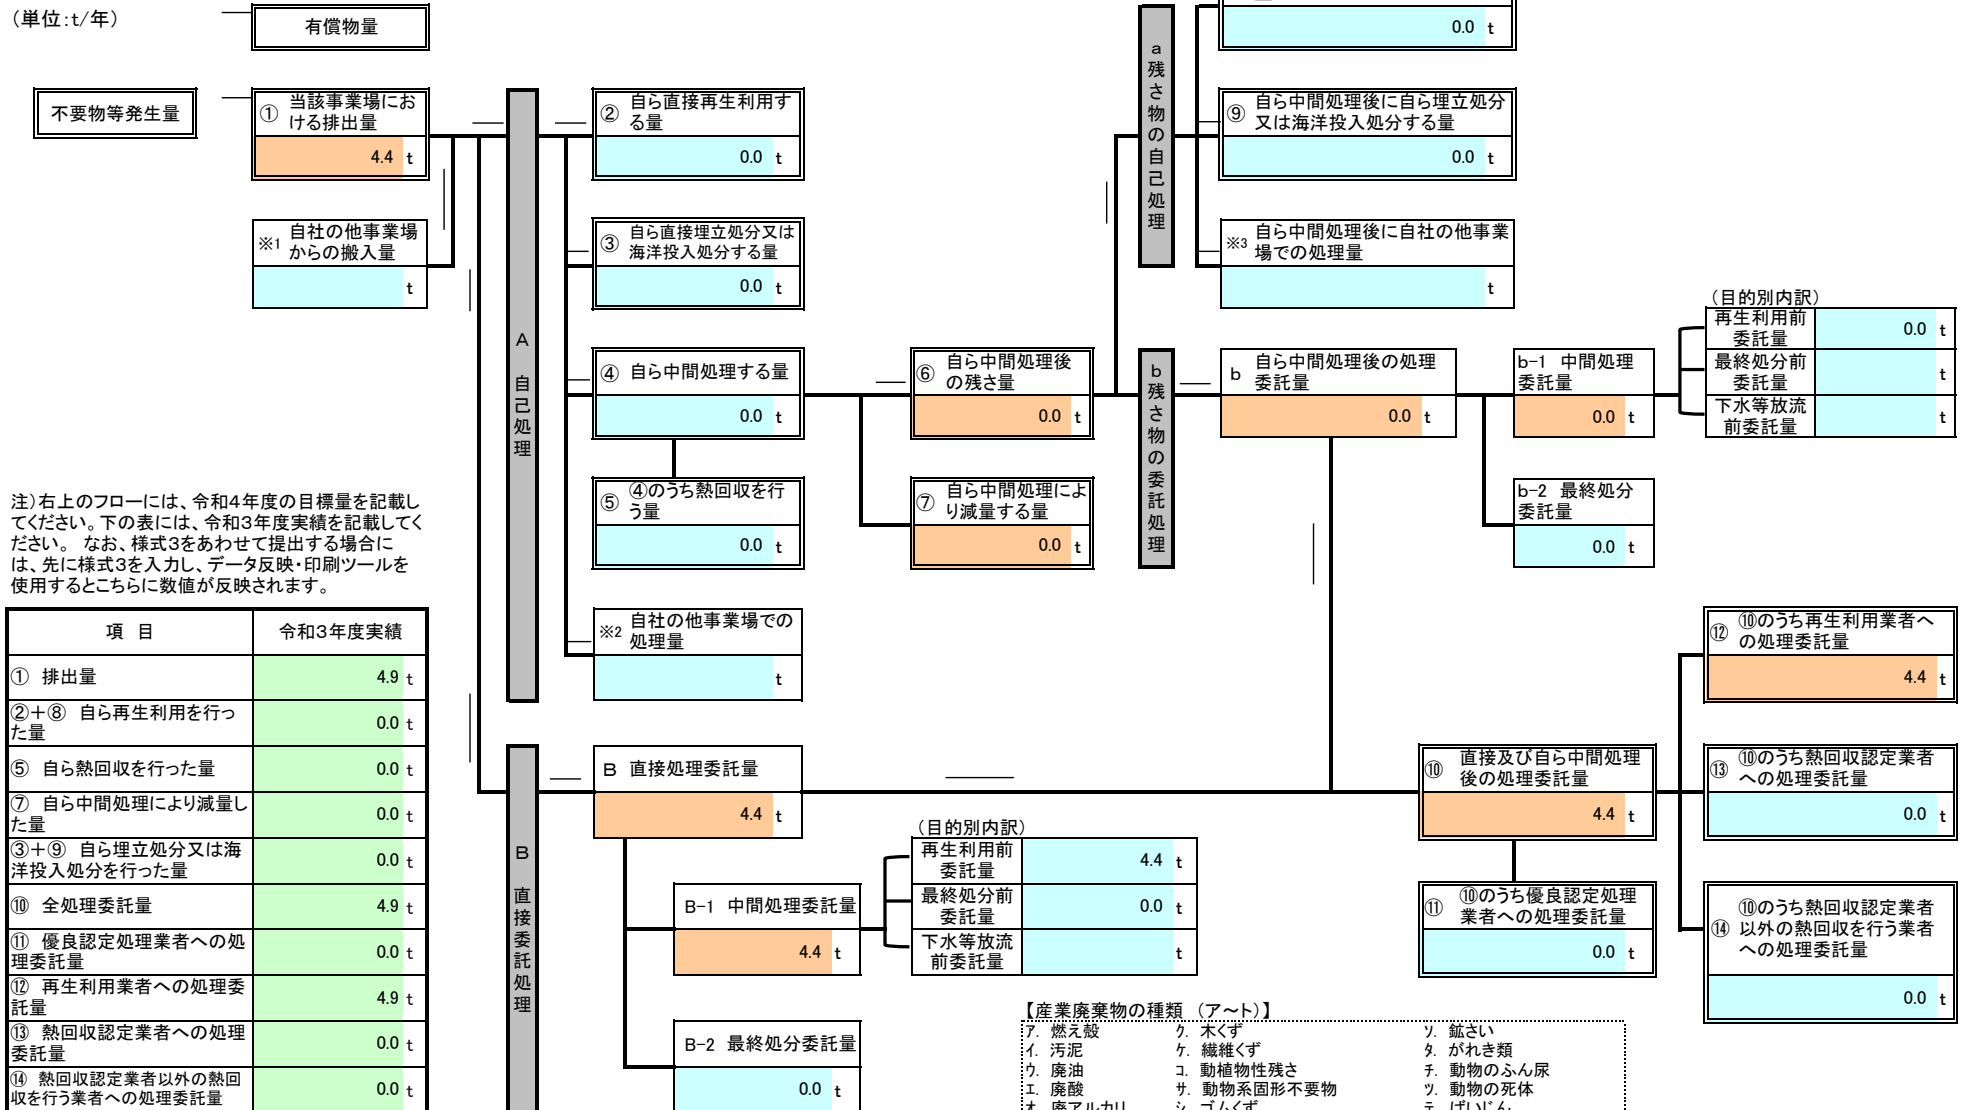 （単位：t/年）
有償物量
0.0 t
不要物等発生量
① 当該事業場にお
ける排出量
4.4 t
※1 自社の他事業場
からの搬入量
t
A 自己処理
② 自ら直接再生利用す
る量
0.0 t
③ 自ら直接埋立処分又は
海洋投入処分する量
0.0 t
④ 自ら中間処理する量
0.0 t
⑤ ④のうち熱回収を行
う量
0.0 t
※2 自社の他事業場での
処理量
t
⑥ 自ら中間処理後
の残さ量
0.0 t
⑦ 自ら中間処理によ
り減量する量
0.0 t
a残さ物の自己処理
⑨ 自ら中間処理後に自ら埋立処分
又は海洋投入処分する量
0.0 t
※3 自ら中間処理後に自社の他事業
場での処理量
t
b残さ物の委託処理
b 自ら中間処理後の処理
委託量
0.0 t
b-1 中間処理
委託量
0.0 t
b-2 最終処分
委託量
0.0 t
（目的別内訳）
再生利用前
委託量
0.0 t
最終処分前
委託量
t
下水等放流
前委託量
t
注）右上のフローには、令和４年度の目標量を記載し
てください。下の表には、令和３年度実績を記載してく
ださい。 なお、様式３をあわせて提出する場合に
は、先に様式３を入力し、データ反映・印刷ツールを
使用するとこちらに数値が反映されます。
項 目 令和３年度実績
① 排出量 4.9 t
②＋⑧ 自ら再生利用を行っ
た量 0.0 t
⑤ 自ら熱回収を行った量 0.0 t
⑦ 自ら中間処理により減量し
た量 0.0 t
③＋⑨ 自ら埋立処分又は海
洋投入処分を行った量 0.0 t
⑩ 全処理委託量 4.9 t
⑪ 優良認定処理業者への処
理委託量 0.0 t
⑫ 再生利用業者への処理委
託量 4.9 t
⑬ 熱回収認定業者への処理
委託量 0.0 t
⑭ 熱回収認定業者以外の熱回
収を行う業者への処理委託量 0.0 t
B 直接委託処理
B 直接処理委託量
4.4 t
B-1 中間処理委託量
4.4 t
B-2 最終処分委託量
0.0 t
（目的別内訳）
再生利用前
委託量
4.4 t
最終処分前
委託量
0.0 t
下水等放流
前委託量
t
⑩ 直接及び自ら中間処理
後の処理委託量
4.4 t
⑪ ⑩のうち優良認定処理
業者への処理委託量
0.0 t
⑫ ⑩のうち再生利用業者へ
の処理委託量
4.4 t
⑬ ⑩のうち熱回収認定業者
への処理委託量
0.0 t
⑭ ⑩のうち熱回収認定業者
以外の熱回収を行う業者
への処理委託量
0.0 t
【産業廃棄物の種類 （ア～ト）】
ｱ. 燃え殻 ｸ. 木くず ｿ. 鉱さい
ｲ. 汚泥 ｹ. 繊維くず ﾀ. がれき類
ｳ. 廃油 ｺ. 動植物性残さ ﾁ. 動物のふん尿
ｴ. 廃酸 ｻ. 動物系固形不要物 ﾂ. 動物の死体
ｵ. 廃アルカリ ｼ. ゴムくず ﾃ. ばいじん